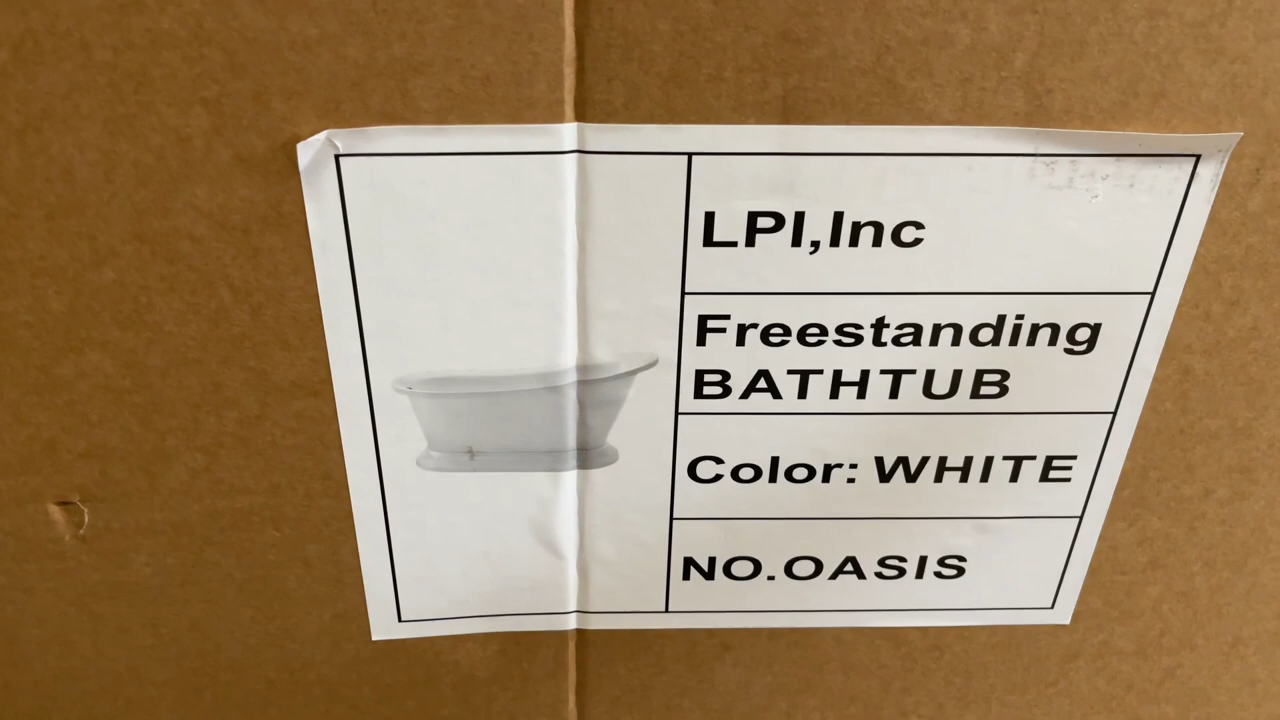 LPI,Inc
Freestanding
BATHTUB
Color: WHITE
NO.OASIS